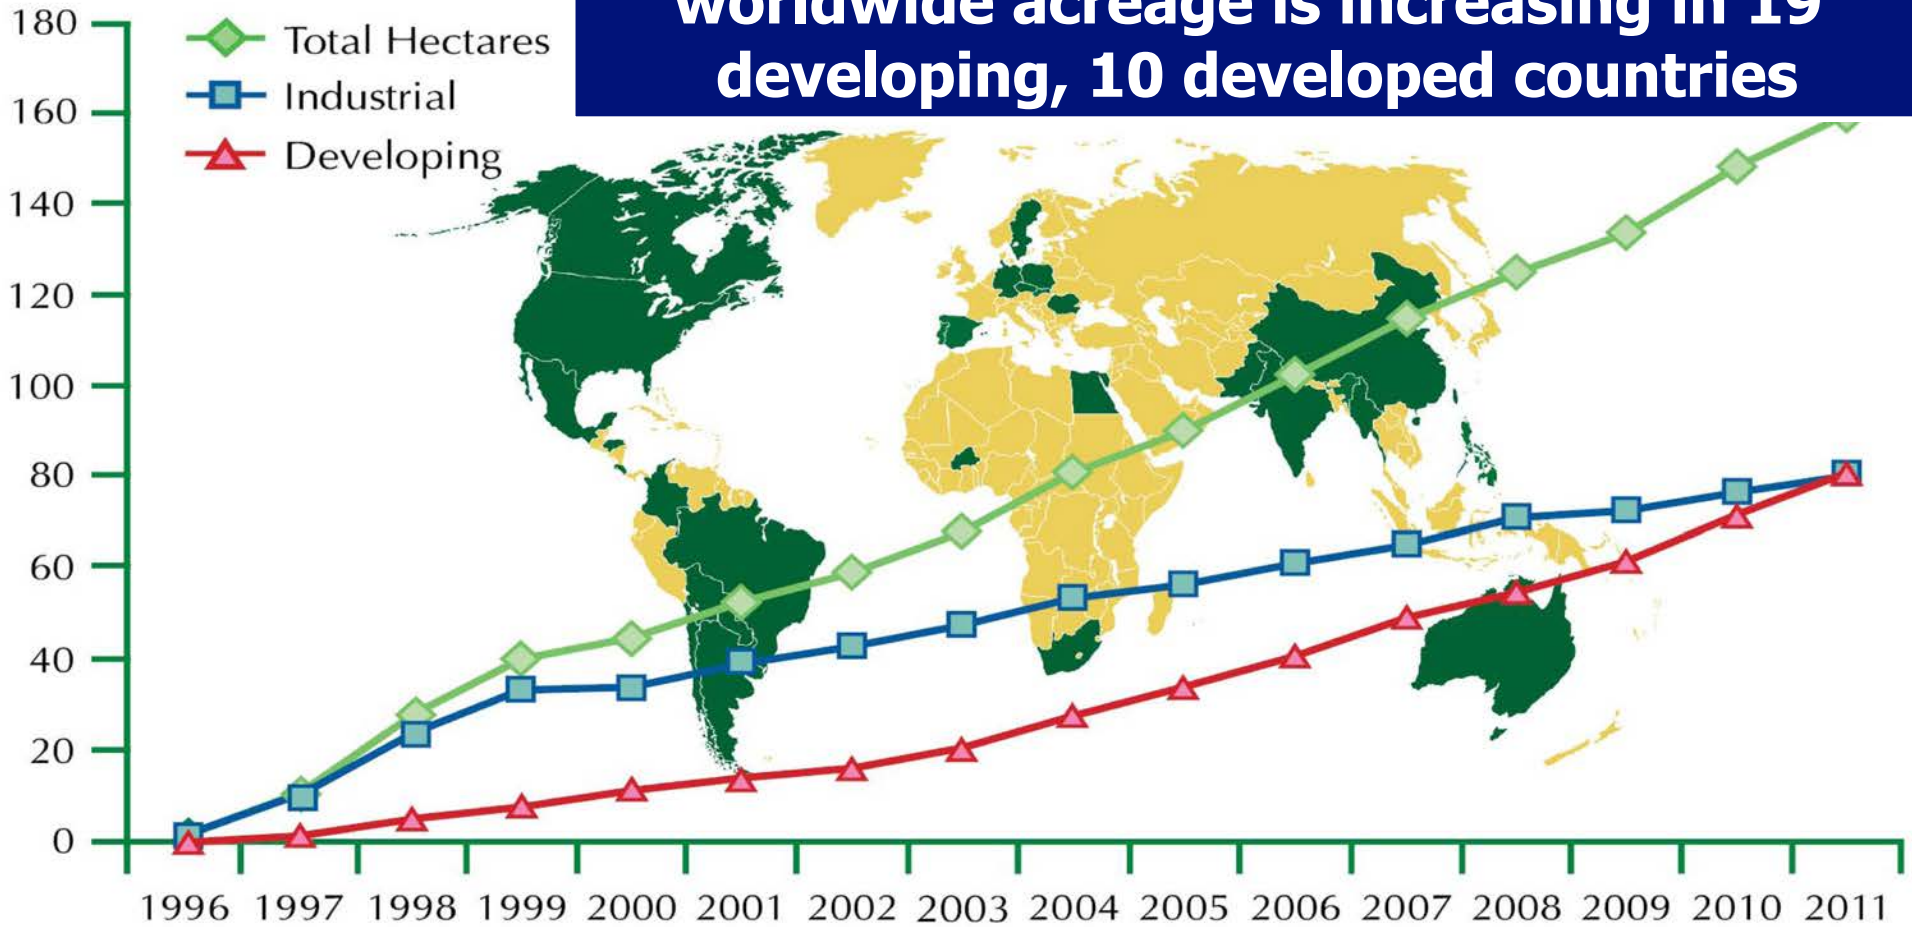 worldwide acreage is increasing in 19
developing, 10 developed countries
Total Hectares
Industrial
Developing
180
160
140
120
100
80
60
40
20
0
1996 1997 1998 1999 2000 2001 2002 2003 2004 2005 2006 2007 2008 2009 2010 2011